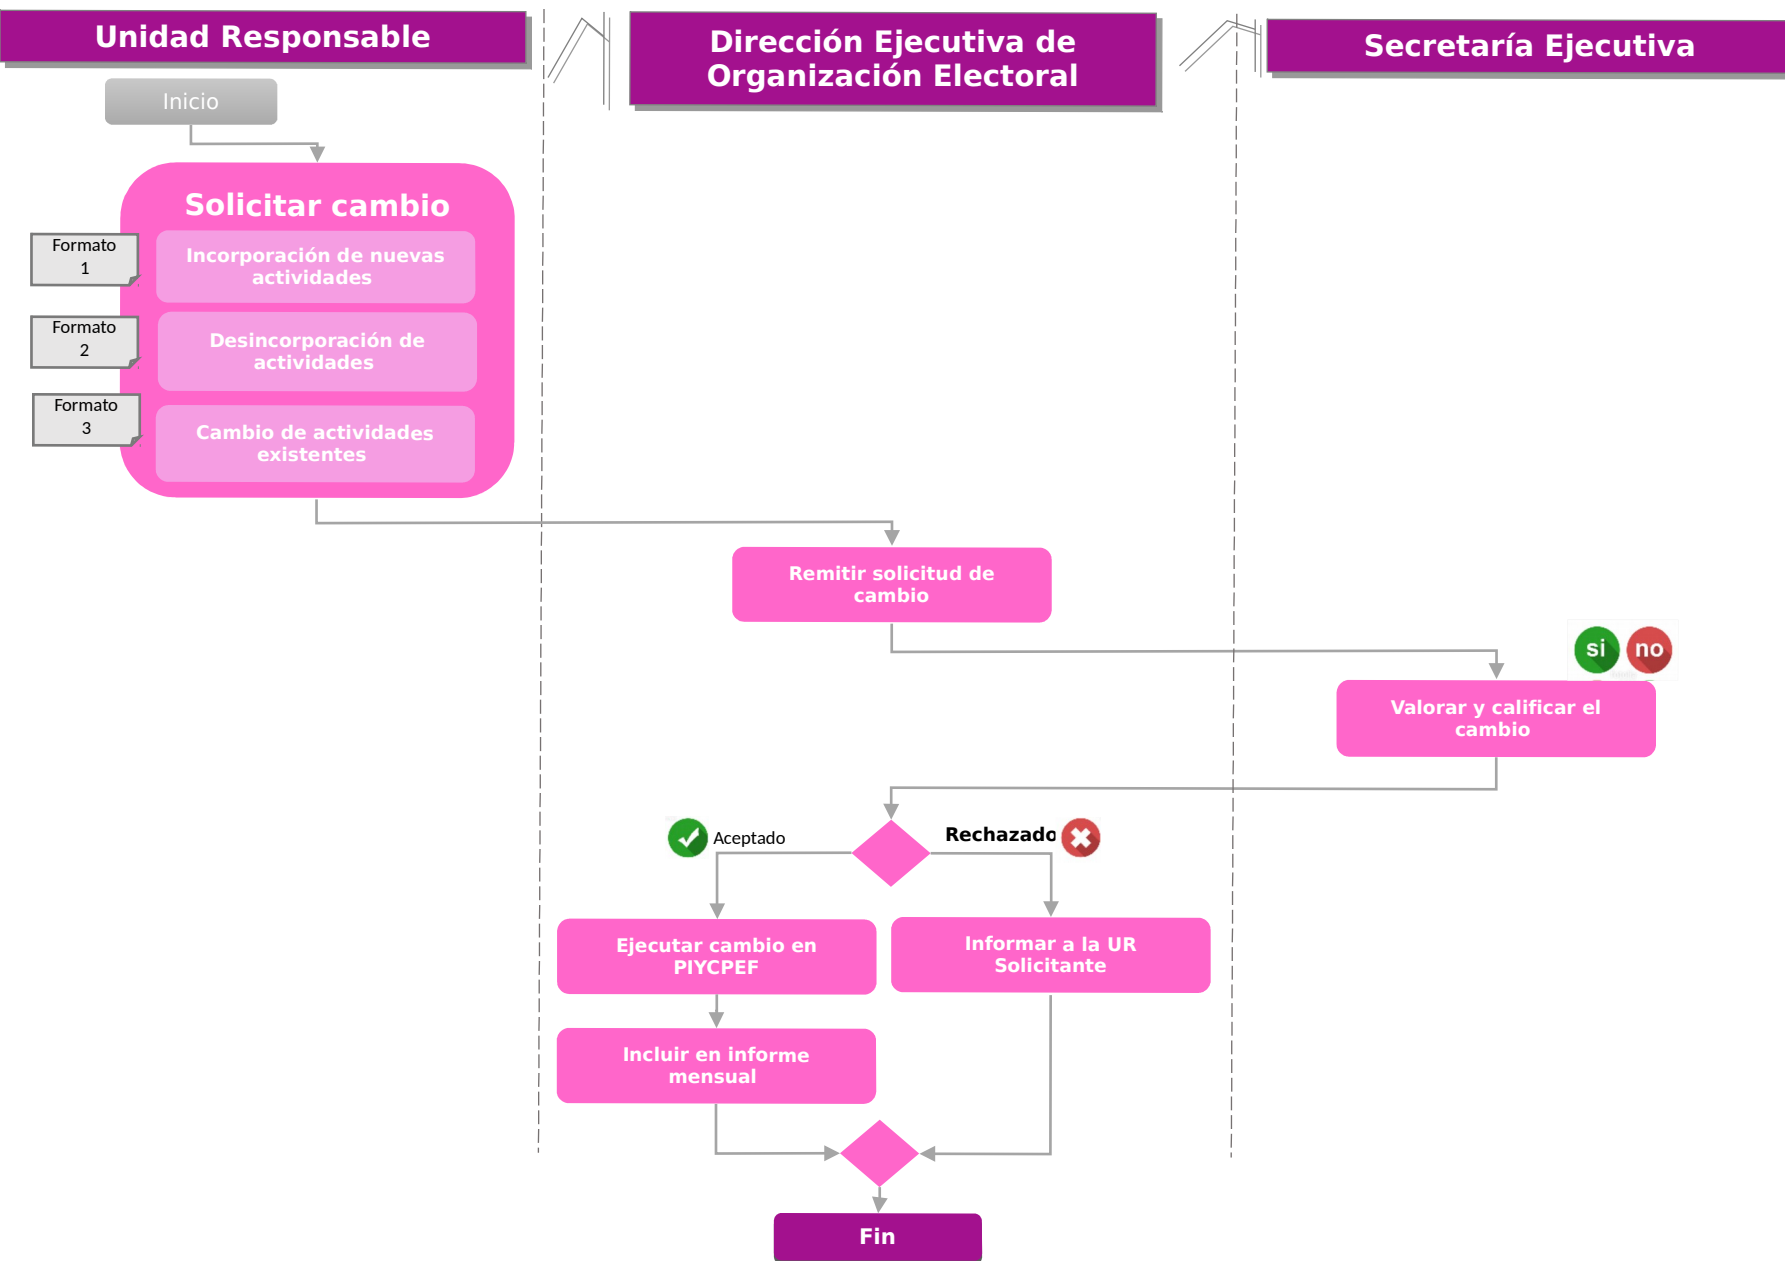 Unidad Responsable
Dirección Ejecutiva de
Organización Electoral
Secretaría Ejecutiva
Inicio
Solicitar cambio
Formato
1
Incorporación de nuevas
actividades
Formato
2
Desincorporación de
actividades
Formato
3
Cambio de actividades
existentes
Remitir solicitud de
cambio
si no
Valorar y calificar el
cambio
Aceptado
Rechazado
Ejecutar cambio en
PIYCPEF
Informar a la UR
Solicitante
Incluir en informe
mensual
Fin